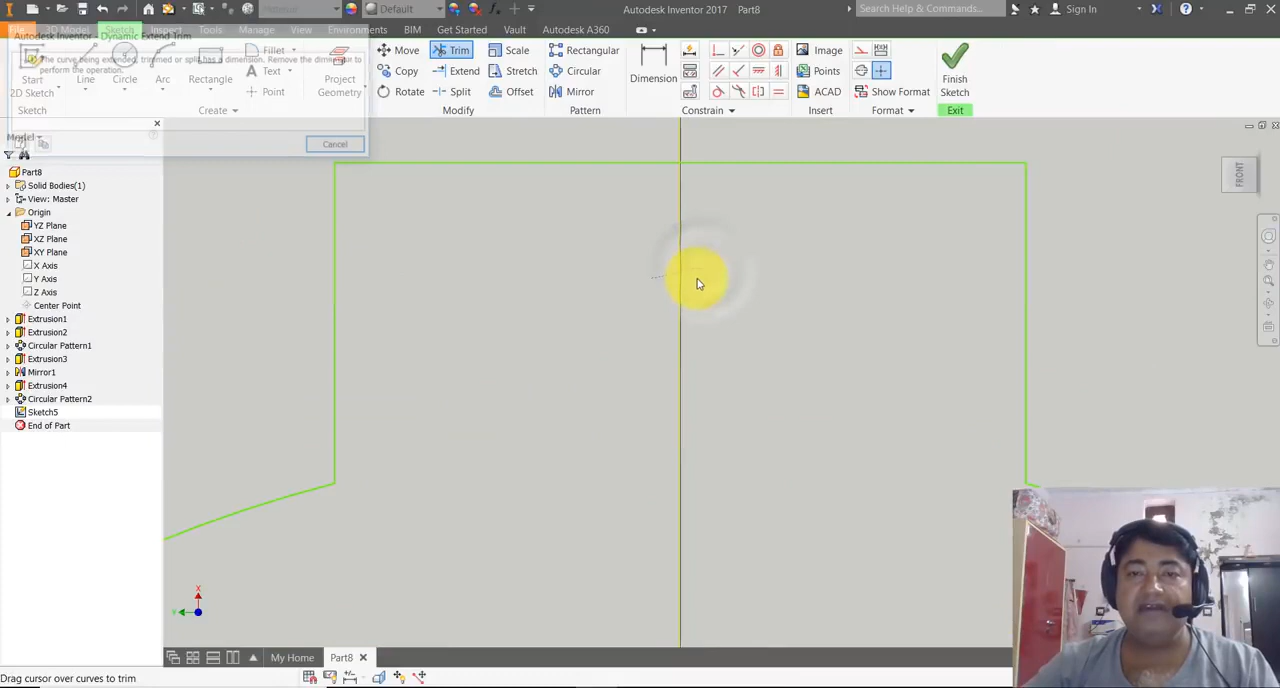 Material
Default
Autodesk Inventor 2017 Part8
Search Help & Commands...
Sign In
File
3D Model
Sketch
Inspect
Tools
Manage
View
Environments
BIM
Get Started
Vault
Autodesk A360
Autodesk Inventor - Dynamic Extend Trim
The curve being extended, trimmed or split has a dimension. Remove the dimension to
perform the operation.
Cancel
Start
2D Sketch
Line
Circle
Arc
Rectangle
Fillet
Text
Point
Project
Geometry
Move
Copy
Rotate
Trim
Extend
Split
Scale
Stretch
Offset
Rectangular
Circular
Mirror
Dimension
Image
Points
ACAD
Show Format
Finish
Sketch
Sketch
Create
Modify
Pattern
Constrain
Insert
Format
Exit
Model
Part8
Solid Bodies(1)
View: Master
Origin
YZ Plane
XZ Plane
XY Plane
X Axis
Y Axis
Z Axis
Center Point
Extrusion1
Extrusion2
Circular Pattern1
Extrusion3
Mirror1
Extrusion4
Circular Pattern2
Sketch5
End of Part
FRONT
X
Y
My Home
Part8
Drag cursor over curves to trim